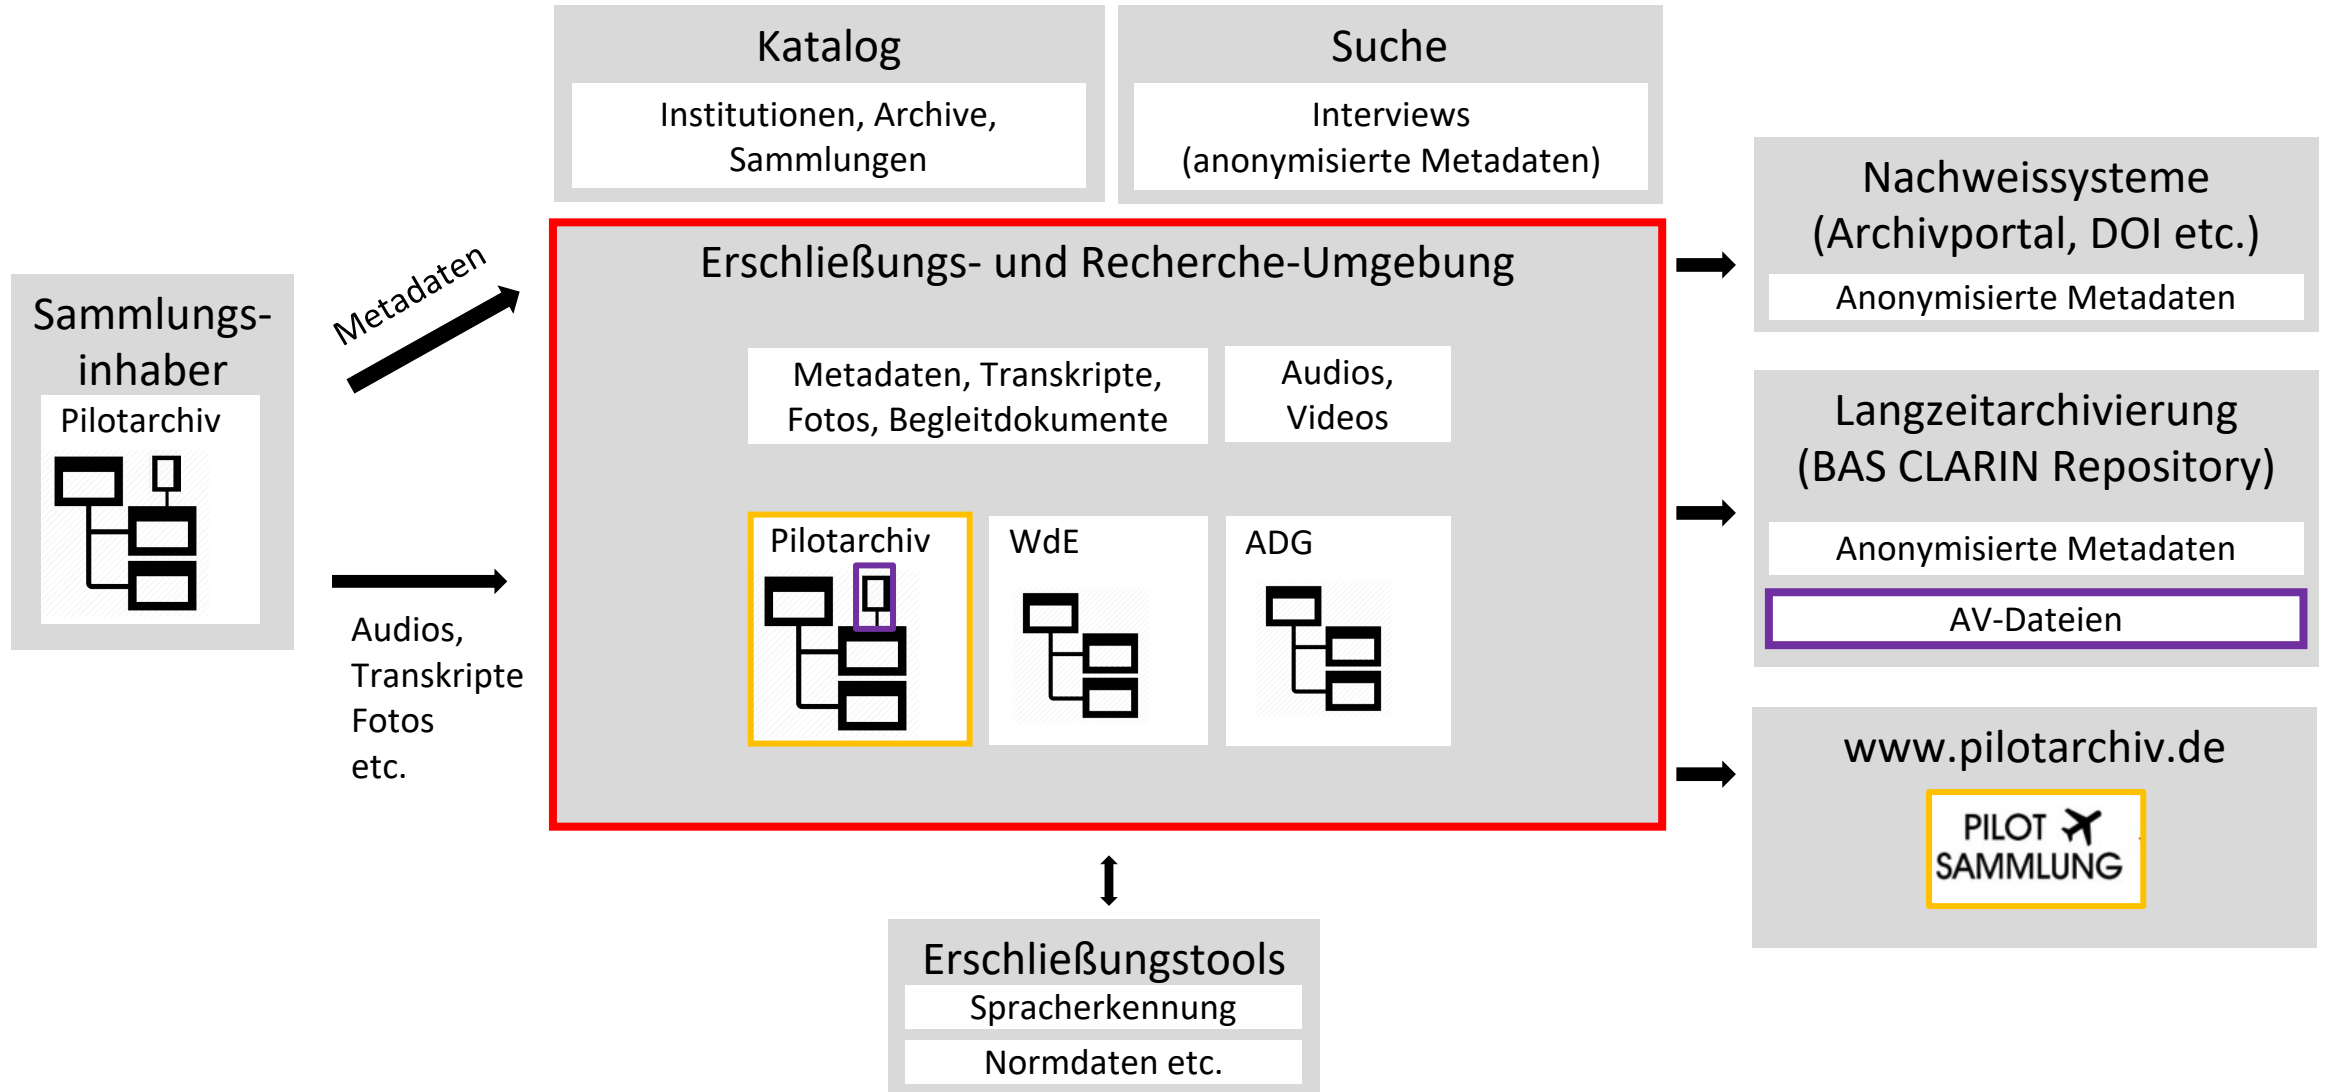 Katalog
Institutionen, Archive,
Sammlungen
Suche
Interviews
(anonymisierte Metadaten)
Sammlungs-
inhaber
Pilotarchiv
Metadaten
Audios,
Transkripte
Fotos
etc.
Erschließungs- und Recherche-Umgebung
Metadaten, Transkripte,
Fotos, Begleitdokumente
Audios,
Videos
Pilotarchiv
WdE
ADG
Erschließungstools
Spracherkennung
Normdaten etc.
Nachweissysteme
(Archivportal, DOI etc.)
Anonymisierte Metadaten
Langzeitarchivierung
(BAS CLARIN Repository)
Anonymisierte Metadaten
AV-Dateien
www.pilotarchiv.de
PILOT
SAMMLUNG